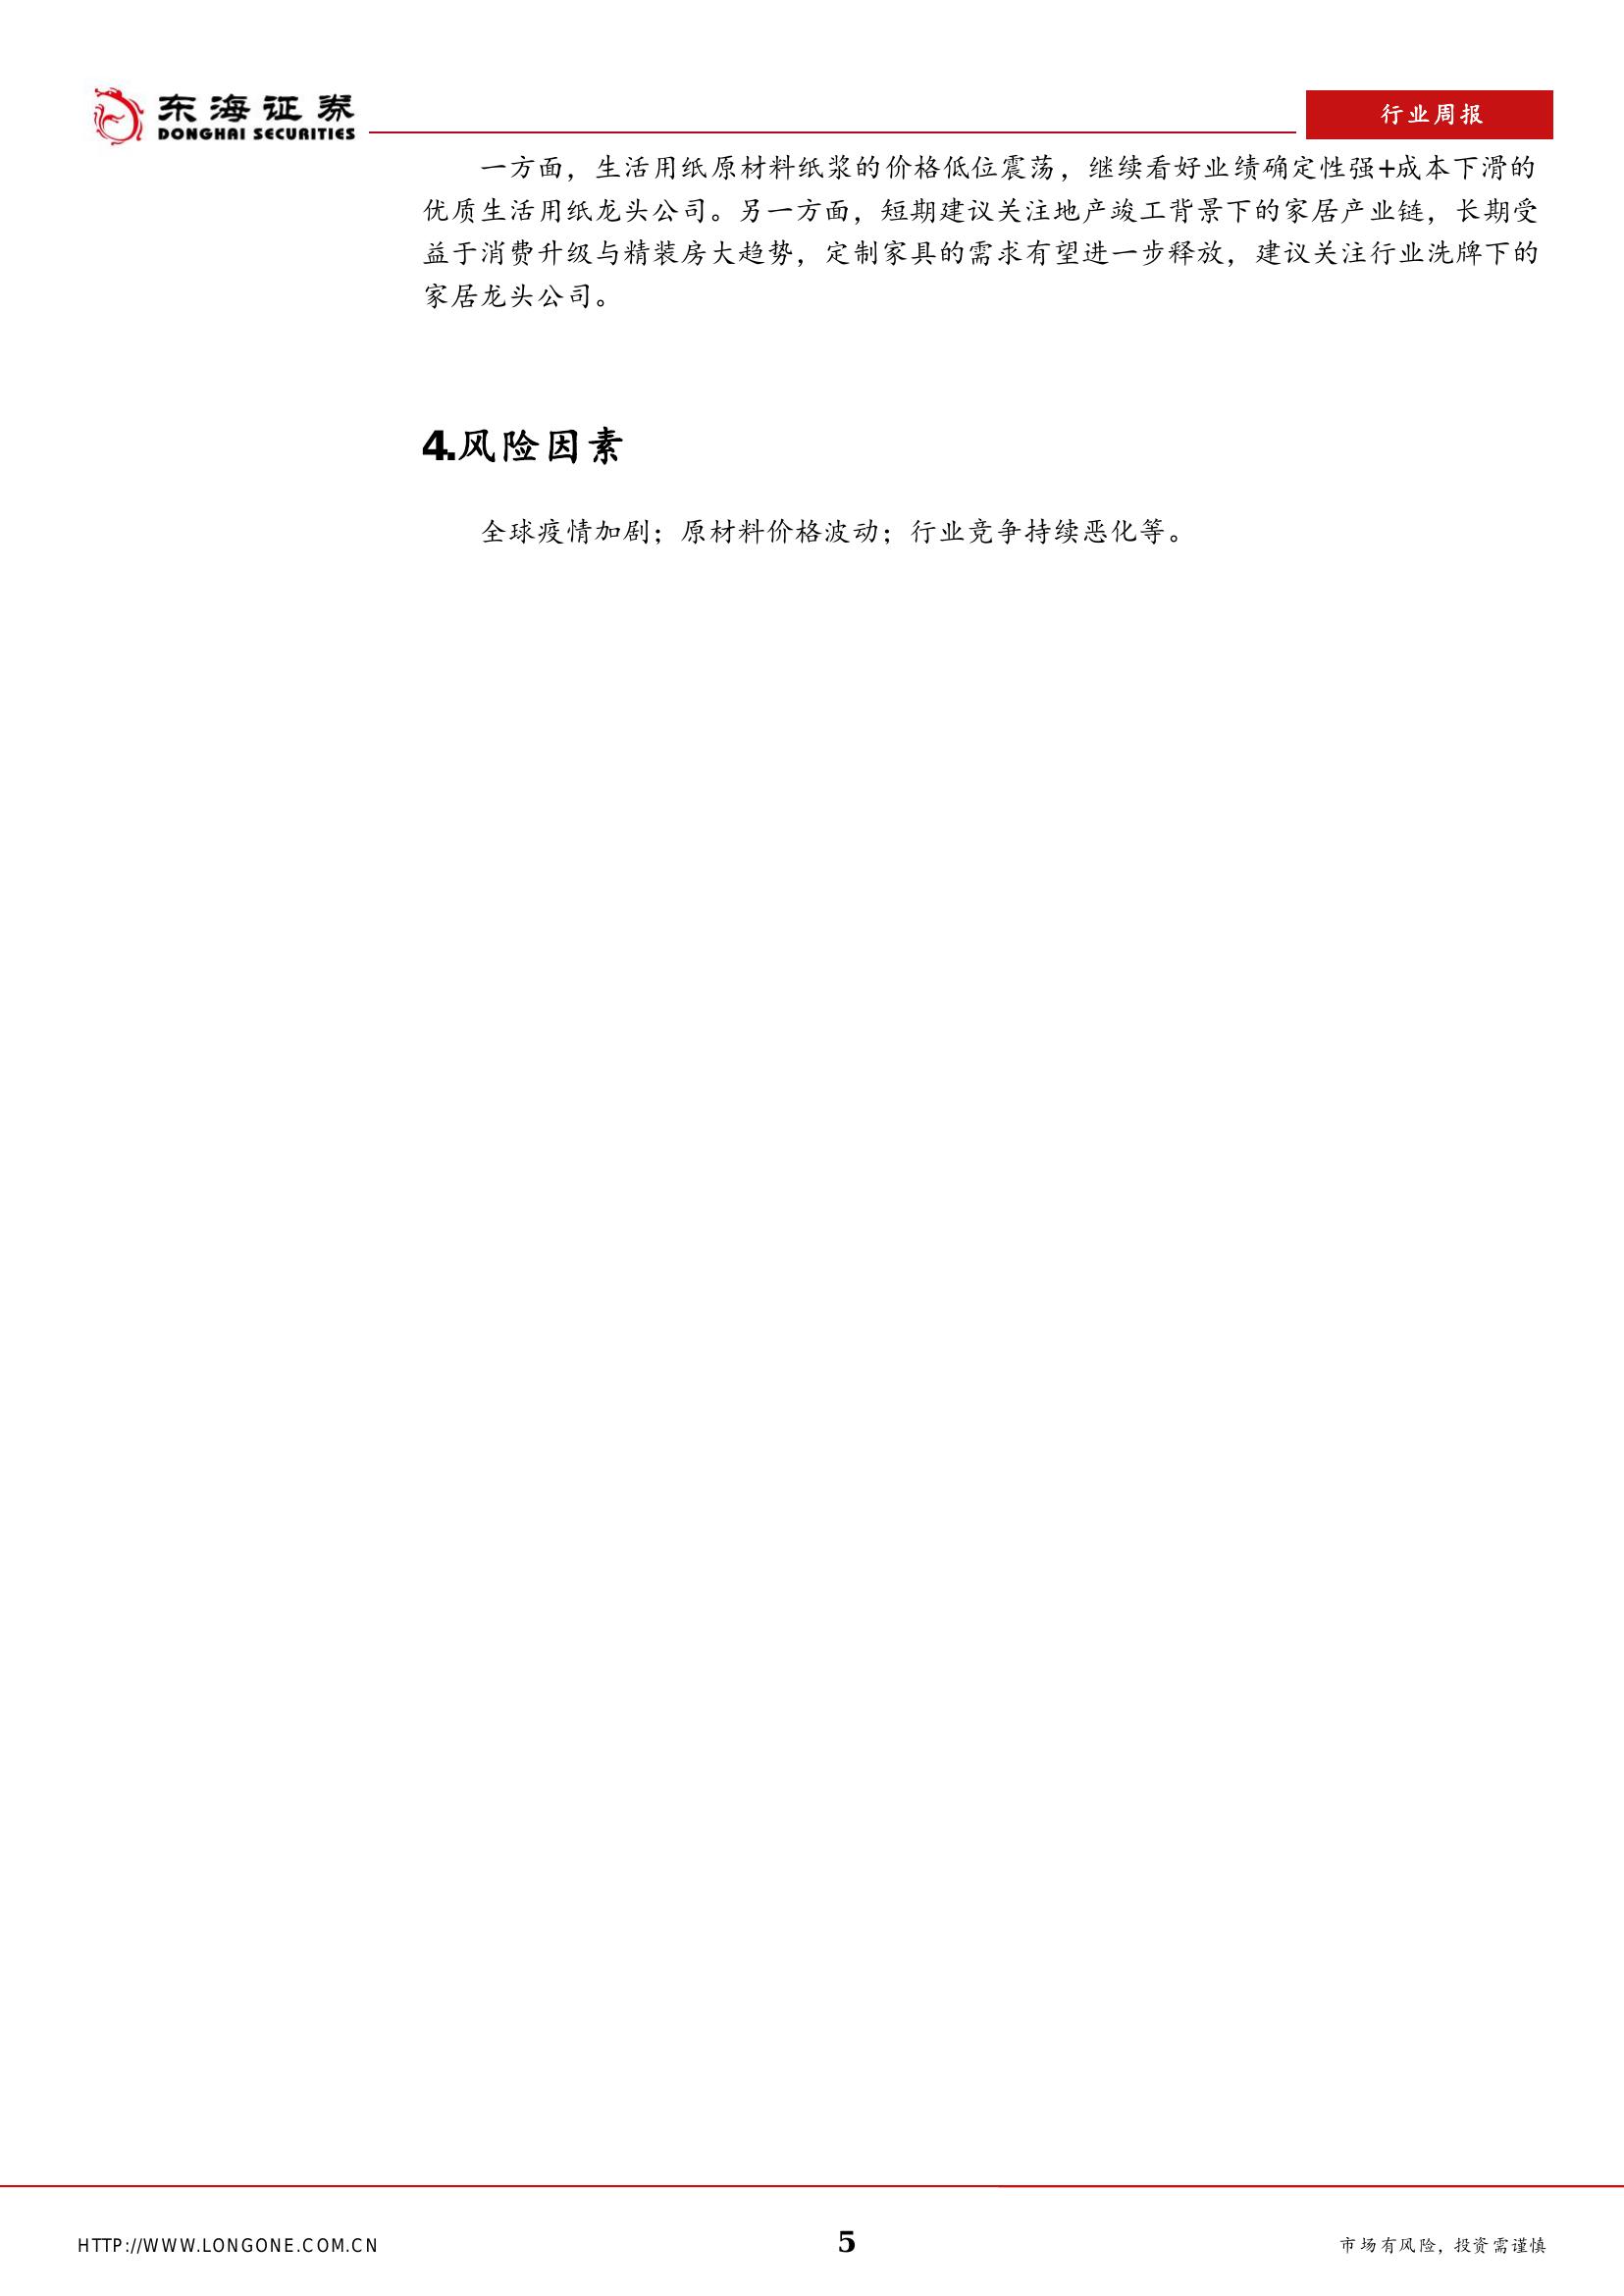 东海证券
DONGHAI SECURITIES
行业周报
一方面，生活用纸原材料纸浆的价格低位震荡，继续看好业绩确定性强+成本下滑的
优质生活用纸龙头公司。另一方面，短期建议关注地产竣工背景下的家居产业链，长期受
益于消费升级与精装房大趋势，定制家具的需求有望进一步释放，建议关注行业洗牌下的
家居龙头公司。
4.风险因素
全球疫情加剧；原材料价格波动；行业竞争持续恶化等。
HTTP://WWW.LONGONE.COM.CN
5
市场有风险，投资需谨慎